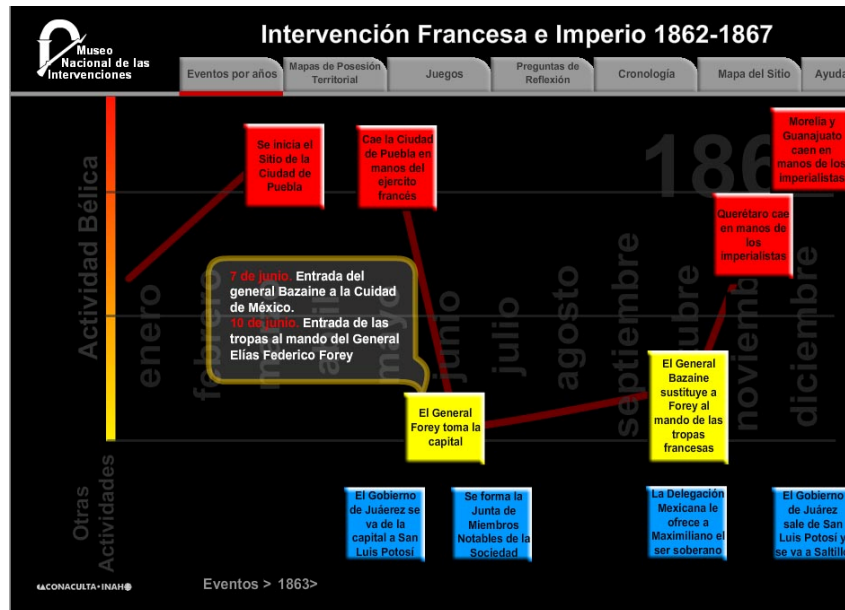 Museo
Nacional de las
Intervenciones
Intervención Francesa e Imperio 1862-1867
Eventos por años
Mapas de Posesión
Territorial
Juegos
Preguntas de
Reflexión
Cronología
Mapa del Sitio
Ayuda
Actividad Bélica
Otras
Actividades
186
enero
febrero
marzo
abril
mayo
junio
julio
agosto
septiembre
octubre
noviembre
diciembre
Se inicia el
Sitio de la
Ciudad de
Puebla
Cae la Ciudad
de Puebla en
manos del
ejercito
francés
7 de junio. Entrada del
general Bazaine a la Cuidad
de México.
10 de junio. Entrada de las
tropas al mando del General
Elías Federico Forey
El General
Forey toma la
capital
El General
Bazaine
sustituye a
Forey al
mando de las
tropas
francesas
Querétaro cae
en manos de
los
imperialistas
Morelia y
Guanajuato
caen en
manos de los
imperialistas
El Gobierno
de Juáerez se
va de la
capital a San
Luis Potosí
Se forma la
Junta de
Miembros
Notables de la
Sociedad
La Delegación
Mexicana le
ofrece a
Maximiliano el
ser soberano
El Gobierno
de Juárez
sale de San
Luis Potosí y
se va a Saltillo
CONACULTA•INAH
Eventos > 1863>